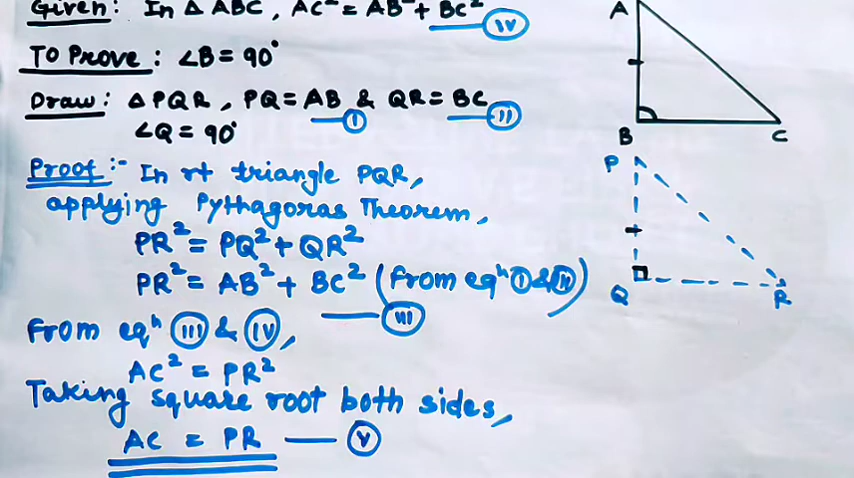 Given: In △ ABC, AC² = AB² + BC² — (IV)
To Prove: ∠B = 90°
Draw: △ PQR, PQ = AB — (I) & QR = BC — (II)
∠Q = 90°
Proof:- In rt triangle PQR,
applying Pythagoras Theorem,
PR² = PQ² + QR²
PR² = AB² + BC² (From eqⁿ (I) & (II))
— (III)
From eqⁿ (III) & (IV),
AC² = PR²
Taking square root both sides,
AC = PR — (V)
A
B
C
P
Q
R